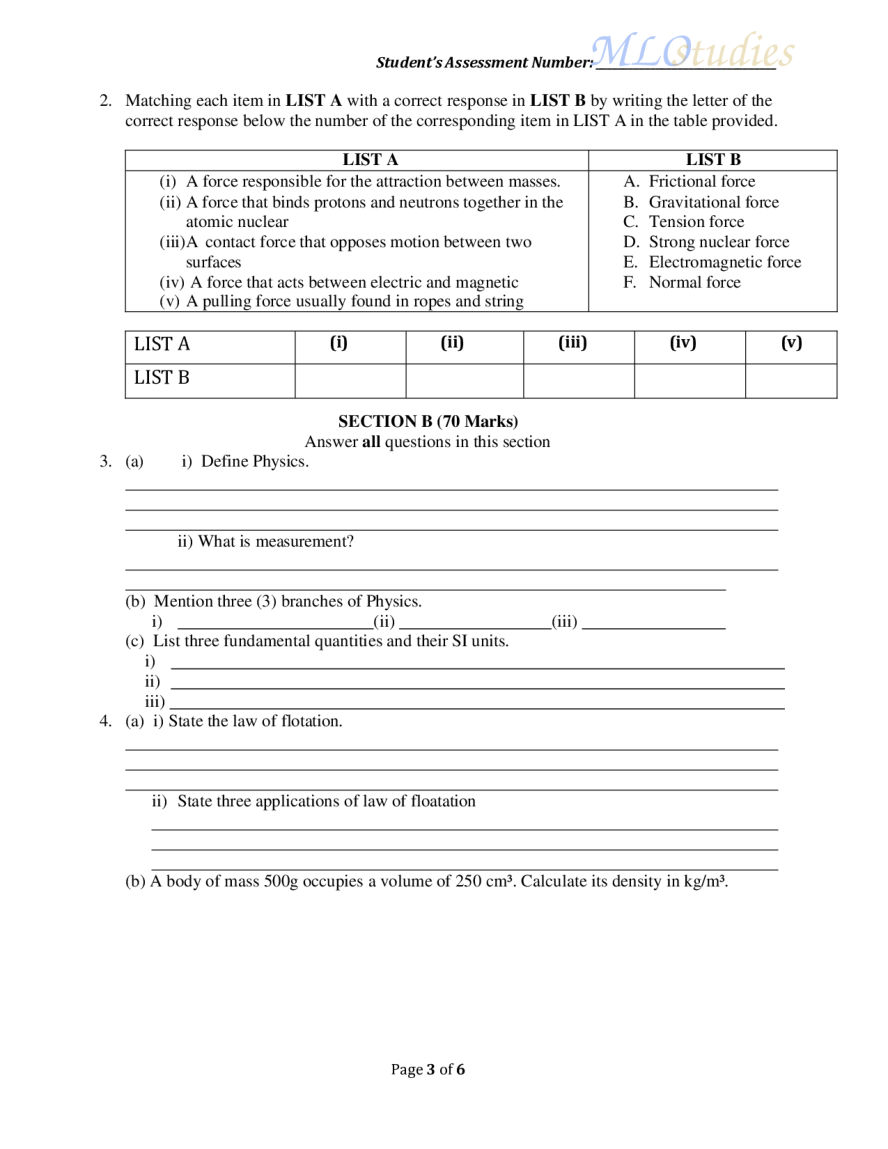 MLOstudies
Student's Assessment Number:
2. Matching each item in LIST A with a correct response in LIST B by writing the letter of the
correct response below the number of the corresponding item in LIST A in the table provided.
LIST A LIST B
(i) A force responsible for the attraction between masses. A. Frictional force
(ii) A force that binds protons and neutrons together in the B. Gravitational force
atomic nuclear C. Tension force
(iii)A contact force that opposes motion between two D. Strong nuclear force
surfaces E. Electromagnetic force
(iv) A force that acts between electric and magnetic F. Normal force
(v) A pulling force usually found in ropes and string
LIST A (i) (ii) (iii) (iv) (v)
LIST B
SECTION B (70 Marks)
Answer all questions in this section
3. (a) i) Define Physics.
ii) What is measurement?
(b) Mention three (3) branches of Physics.
i) (ii) (iii)
(c) List three fundamental quantities and their SI units.
i)
ii)
iii)
4. (a) i) State the law of flotation.
ii) State three applications of law of floatation
(b) A body of mass 500g occupies a volume of 250 cm³. Calculate its density in kg/m³.
Page 3 of 6